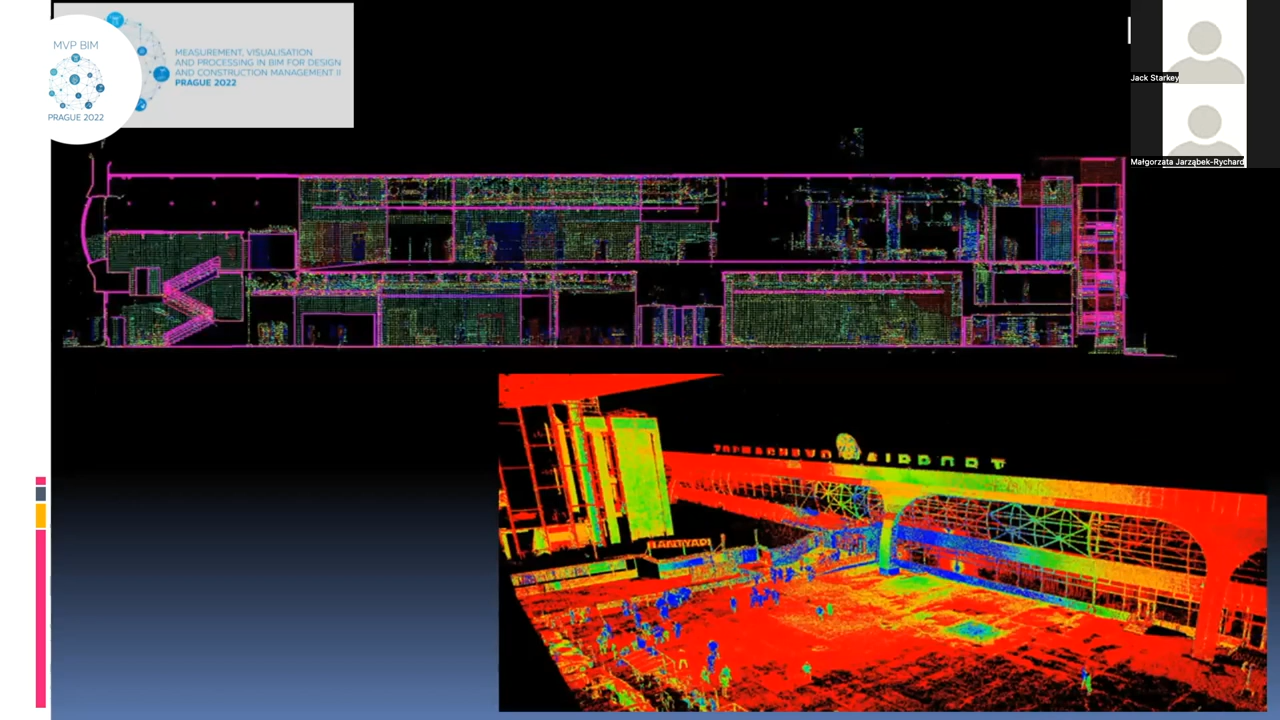 MVP BIM
PRAGUE 2022
MEASUREMENT, VISUALISATION
AND PROCESSING IN BIM FOR DESIGN
AND CONSTRUCTION MANAGEMENT II
PRAGUE 2022
Jack Starkey
Małgorzata Jarząbek-Rychard
AIRPORT